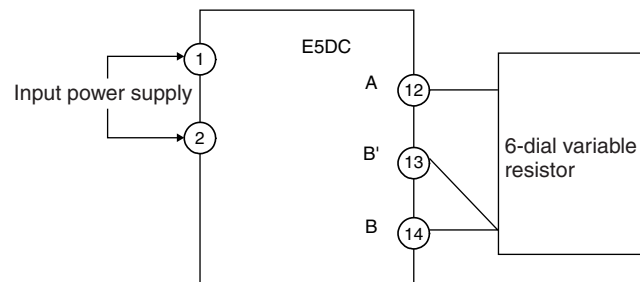 E5DC
1
Input power supply
2
A
12
B'
13
B
14
6-dial variable
resistor